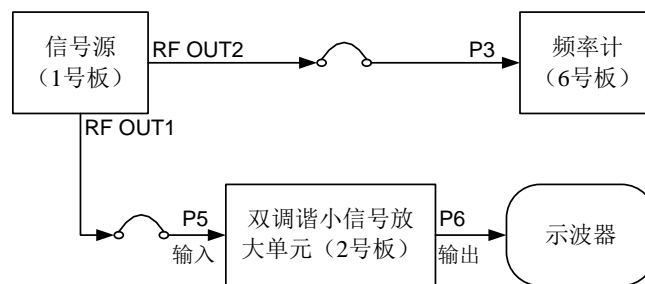 信号源
（1号板）
RF OUT2
P3
频率计
（6号板）
RF OUT1
P5
输入
双调谐小信号放
大单元（2号板）
P6
输出
示波器